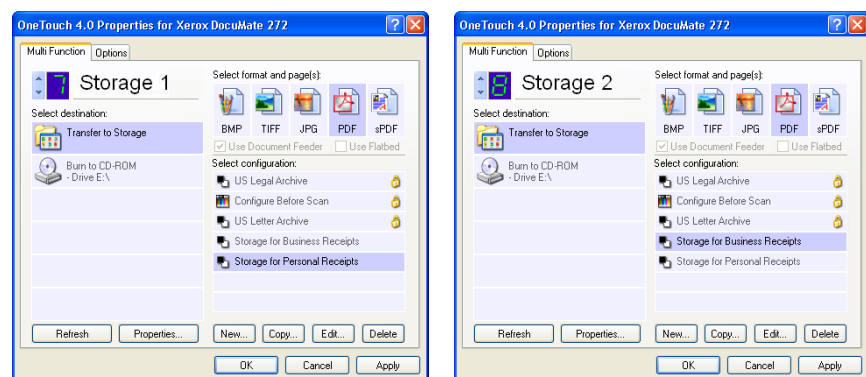 OneTouch 4.0 Properties for Xerox DocuMate 272
Multi Function Options
7 Storage 1
Select format and page(s):
BMP TIFF JPG PDF sPDF
Use Document Feeder Use Flatbed
Select destination:
Transfer to Storage
Burn to CD-ROM
- Drive E:\
Select configuration:
US Legal Archive
Configure Before Scan
US Letter Archive
Storage for Business Receipts
Storage for Personal Receipts
Refresh Properties... New... Copy... Edit... Delete
OK Cancel Apply
OneTouch 4.0 Properties for Xerox DocuMate 272
Multi Function Options
8 Storage 2
Select format and page(s):
BMP TIFF JPG PDF sPDF
Use Document Feeder Use Flatbed
Select destination:
Transfer to Storage
Burn to CD-ROM
- Drive E:\
Select configuration:
US Legal Archive
Configure Before Scan
US Letter Archive
Storage for Business Receipts
Storage for Personal Receipts
Refresh Properties... New... Copy... Edit... Delete
OK Cancel Apply